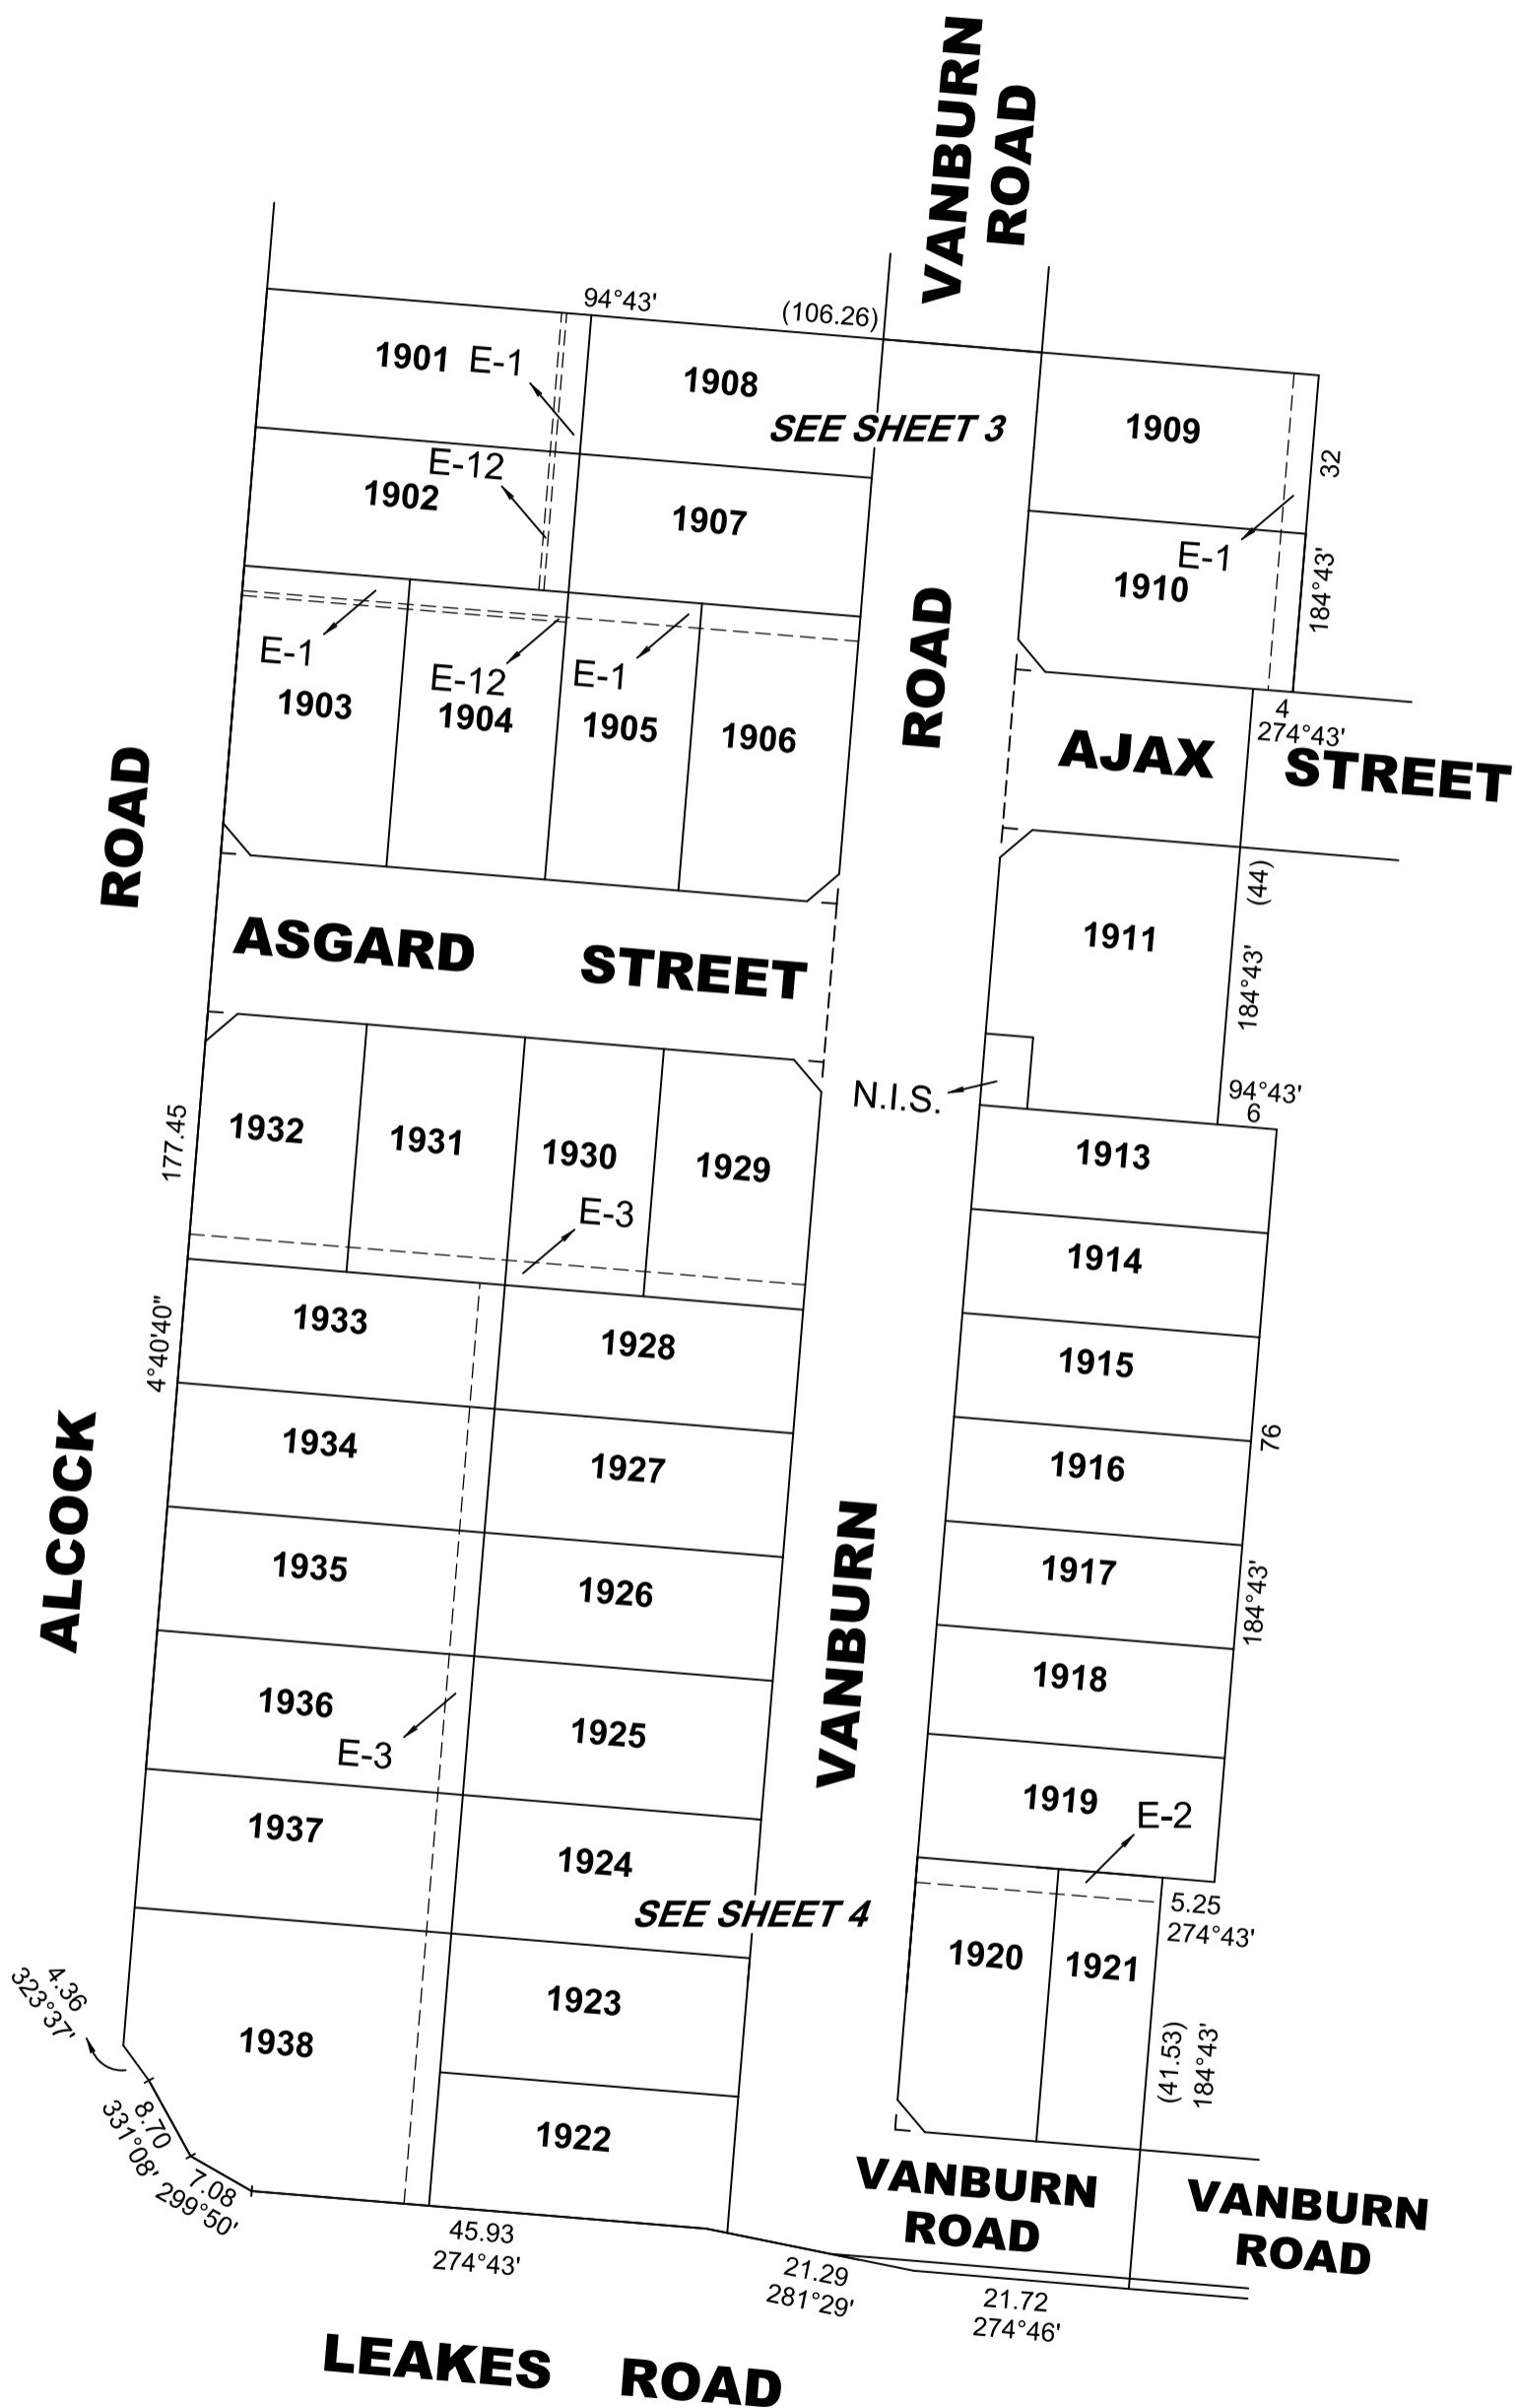 VANBURN
ROAD
94°43'
(106.26)
1901
E-1
1908
SEE SHEET 3
1909
32
E-12
1902
1907
E-1
1910
184°43'
E-1
E-12
E-1
1903
1904
1905
1906
ROAD
4
274°43'
AJAX STREET
ROAD
(44)
184°43'
1911
ASGARD STREET
N.I.S.
94°43'
6
177.45
1932
1931
1930
1929
1913
E-3
1914
4°40'40"
1933
1928
1915
ALCOCK
1934
1927
1916
76
1935
1926
VANBURN
1917
184°43'
1936
E-3
1925
1918
1937
1924
1919
E-2
SEE SHEET 4
5.25
274°43'
1920
1921
4.36
323°37'
1938
1923
(41.53)
184°43'
8.70
331°08'
1922
7.08
299°50'
VANBURN
ROAD
VANBURN
ROAD
45.93
274°43'
21.29
281°29'
21.72
274°46'
LEAKES ROAD